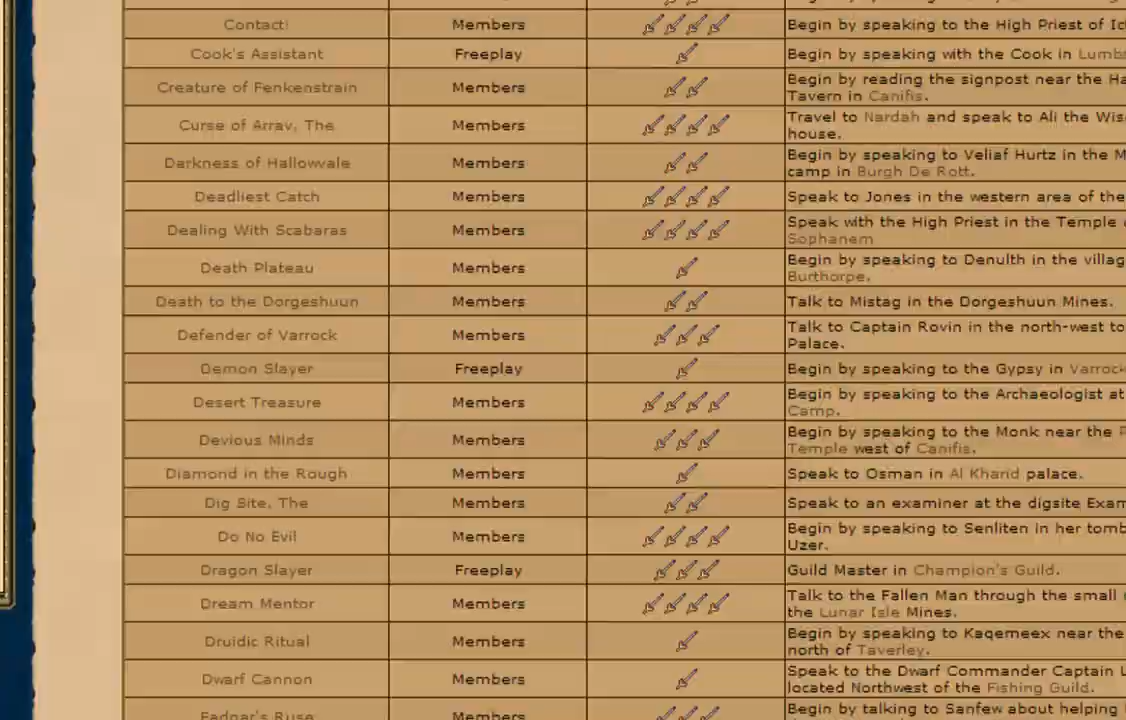 Contact!
Members
Begin by speaking to the High Priest of Ic
Cook's Assistant
Freeplay
Begin by speaking with the Cook in Lumb
Creature of Fenkenstrain
Members
Begin by reading the signpost near the Ha
Tavern in Canifis.
Curse of Arrav, The
Members
Travel to Nardah and speak to Ali the Wis
house.
Darkness of Hallowvale
Members
Begin by speaking to Veliaf Hurtz in the M
camp in Burgh De Rott.
Deadliest Catch
Members
Speak to Jones in the western area of the
Dealing With Scabaras
Members
Speak with the High Priest in the Temple
Sophanem
Death Plateau
Members
Begin by speaking to Denulth in the villag
Burthorpe.
Death to the Dorgeshuun
Members
Talk to Mistag in the Dorgeshuun Mines.
Defender of Varrock
Members
Talk to Captain Rovin in the north-west to
Palace.
Demon Slayer
Freeplay
Begin by speaking to the Gypsy in Varrock
Desert Treasure
Members
Begin by speaking to the Archaeologist at
Camp.
Devious Minds
Members
Begin by speaking to the Monk near the
Temple west of Canifis.
Diamond in the Rough
Members
Speak to Osman in Al Kharid palace.
Dig Site, The
Members
Speak to an examiner at the digsite Exam
Do No Evil
Members
Begin by speaking to Senliten in her tomb
Uzer.
Dragon Slayer
Freeplay
Guild Master in Champion's Guild.
Dream Mentor
Members
Talk to the Fallen Man through the small
the Lunar Isle Mines.
Druidic Ritual
Members
Begin by speaking to Kaqemeex near the
north of Taverley.
Dwarf Cannon
Members
Speak to the Dwarf Commander Captain L
located Northwest of the Fishing Guild.
Eadgar's Ruse
Members
Begin by talking to Sanfew about helping